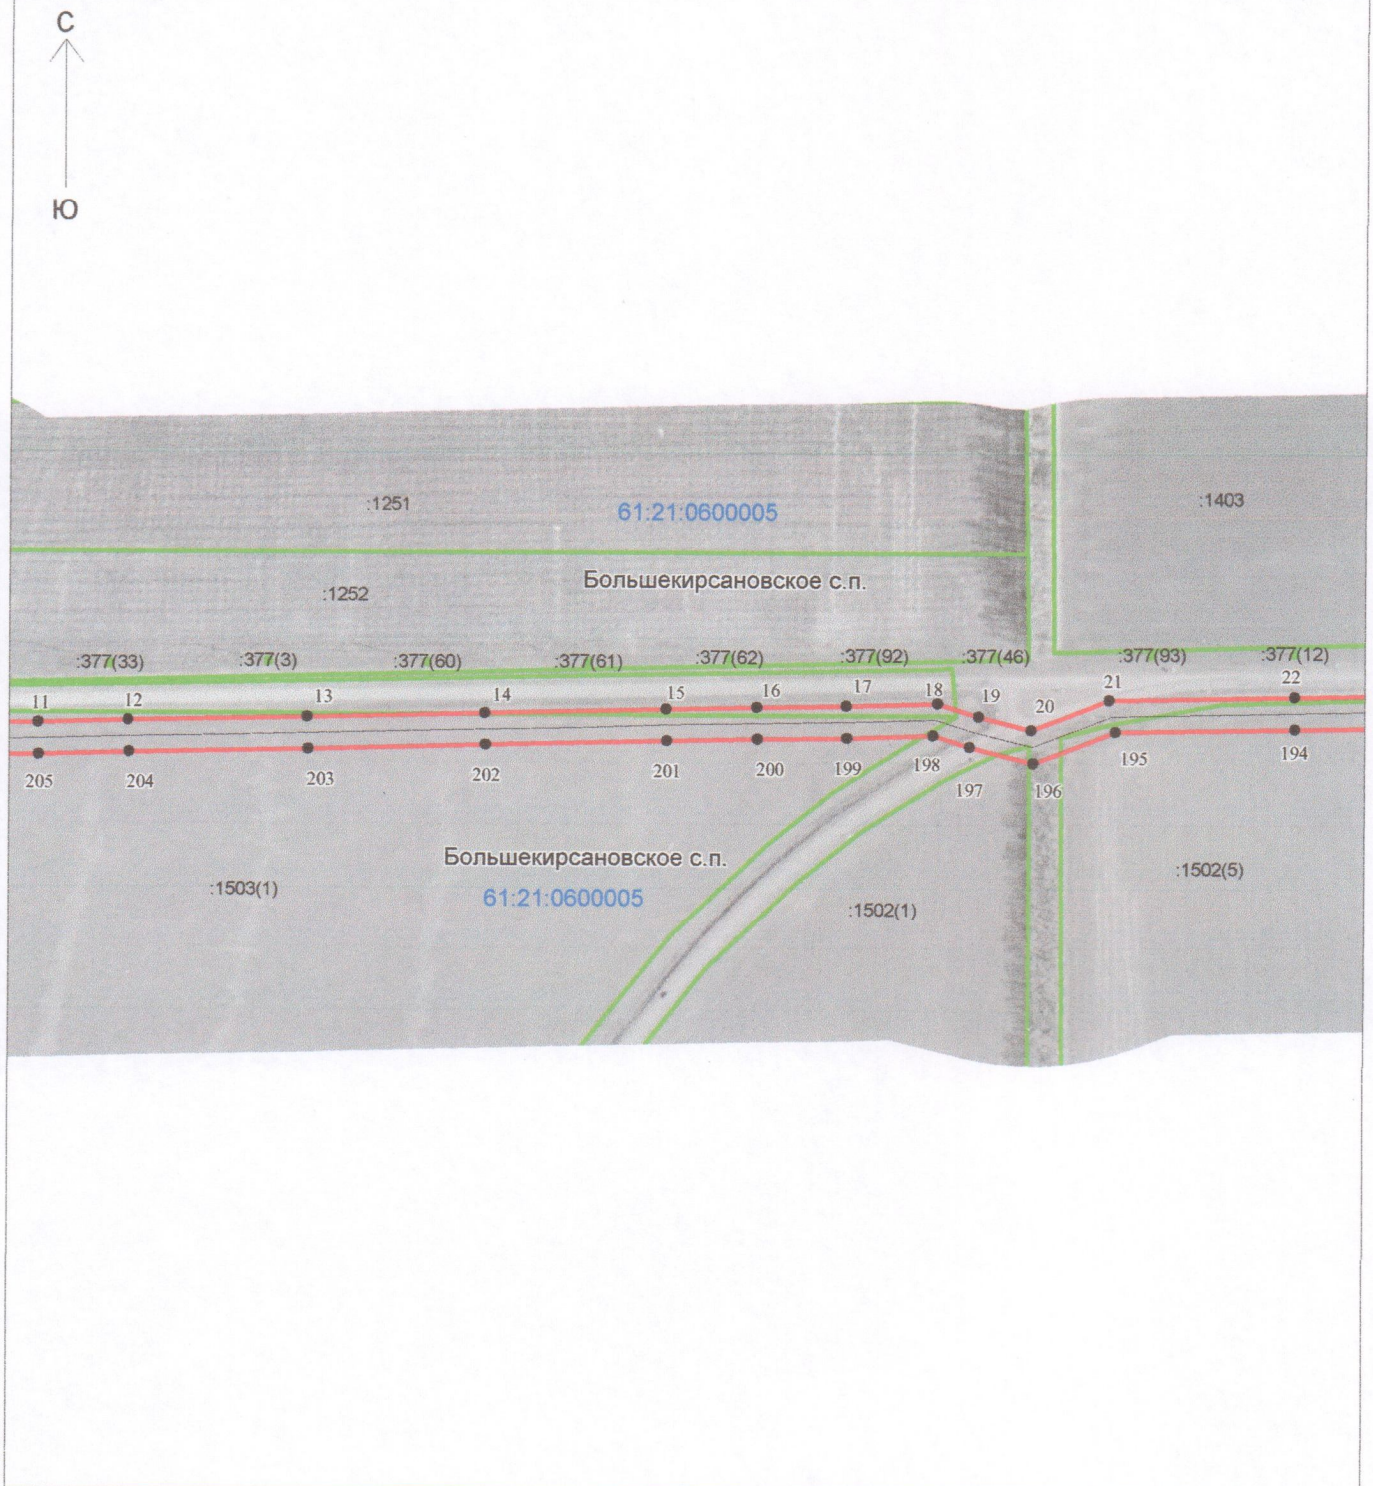 С
Ю
:1251
61:21:0600005
:1403
Большекирсановское с.п.
:1252
:377(33) :377(3) :377(60) :377(61) :377(62) :377(92) :377(46) :377(93) :377(12)
11 12 13 14 15 16 17 18 19 20 21 22
205 204 203 202 201 200 199 198 197 196 195 194
Большекирсановское с.п.
:1503(1)
61:21:0600005
:1502(1)
:1502(5)